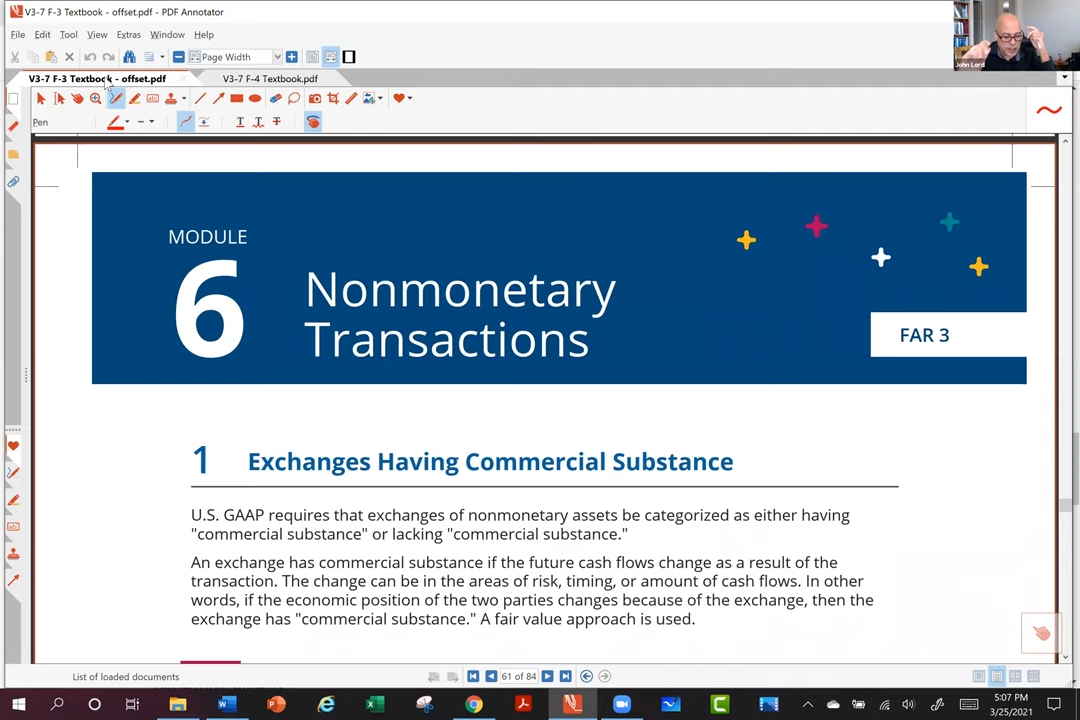 V3-7 F-3 Textbook - offset.pdf - PDF Annotator
John Lord
File Edit Tool View Extras Window Help
Page Width
V3-7 F-3 Textbook - offset.pdf
V3-7 F-4 Textbook.pdf
Pen
MODULE
6
Nonmonetary
Transactions
FAR 3
1 Exchanges Having Commercial Substance
U.S. GAAP requires that exchanges of nonmonetary assets be categorized as either having
"commercial substance" or lacking "commercial substance."
An exchange has commercial substance if the future cash flows change as a result of the
transaction. The change can be in the areas of risk, timing, or amount of cash flows. In other
words, if the economic position of the two parties changes because of the exchange, then the
exchange has "commercial substance." A fair value approach is used.
List of loaded documents
61 of 84
5:07 PM
3/25/2021